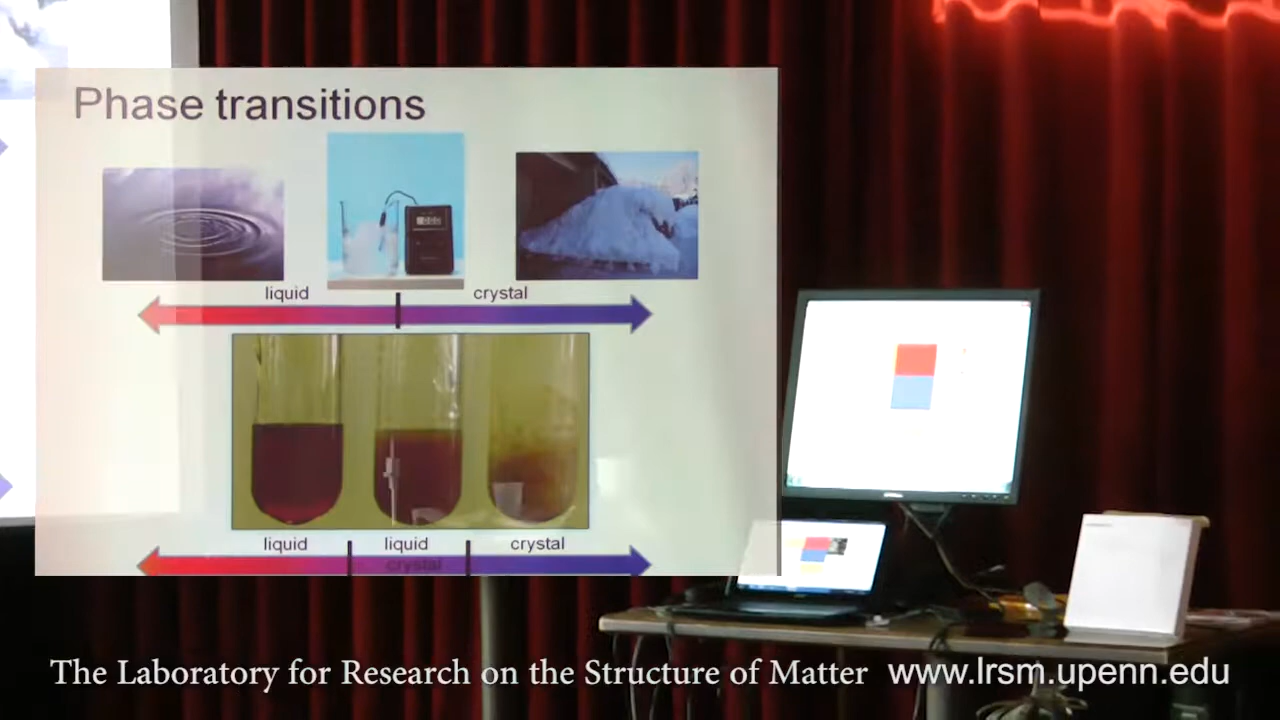 Phase transitions
liquid crystal
liquid liquid crystal
crystal
The Laboratory for Research on the Structure of Matter www.lrsm.upenn.edu